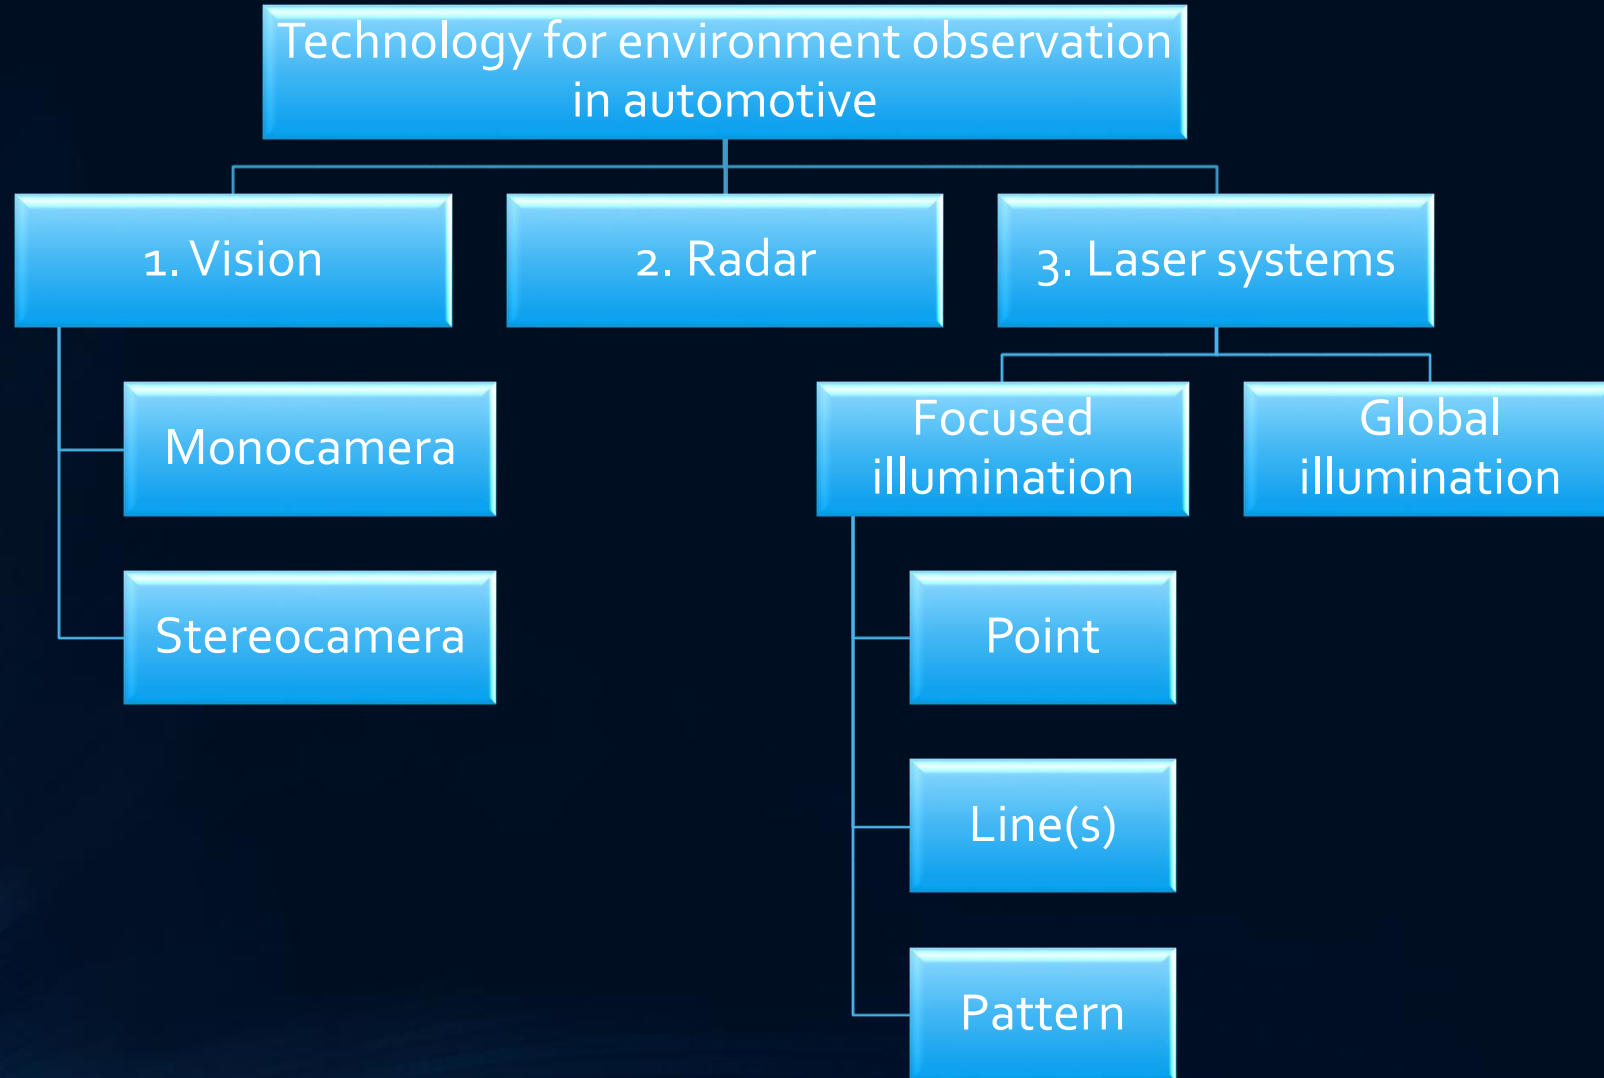 Technology for environment observation
in automotive
1. Vision
2. Radar
3. Laser systems
Monocamera
Stereocamera
Focused
illumination
Global
illumination
Point
Line(s)
Pattern